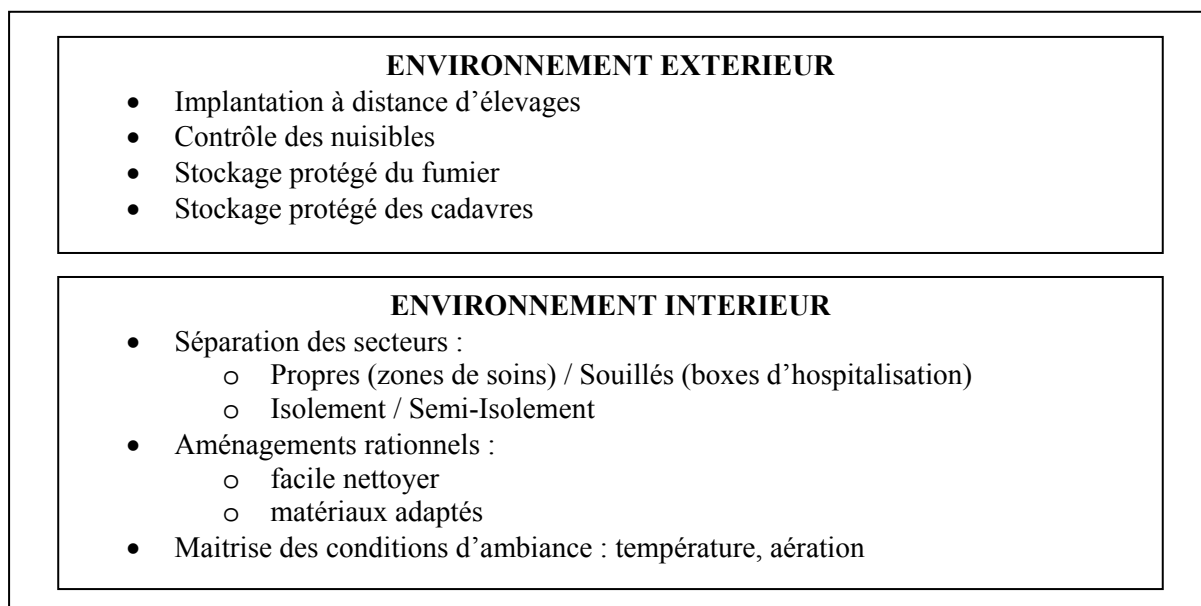 ENVIRONNEMENT EXTERIEUR
• Implantation à distance d’élevages
• Contrôle des nuisibles
• Stockage protégé du fumier
• Stockage protégé des cadavres
ENVIRONNEMENT INTERIEUR
• Séparation des secteurs :
o Propres (zones de soins) / Souillés (boxes d’hospitalisation)
o Isolement / Semi-Isolement
• Aménagements rationnels :
o facile nettoyer
o matériaux adaptés
• Maitrise des conditions d’ambiance : température, aération